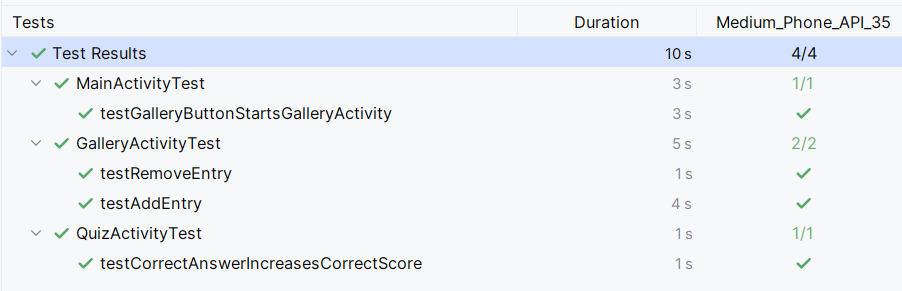 Tests Duration Medium_Phone_API_35
Test Results 10 s 4/4
MainActivityTest 3 s 1/1
testGalleryButtonStartsGalleryActivity 3 s
GalleryActivityTest 5 s 2/2
testRemoveEntry 1 s
testAddEntry 4 s
QuizActivityTest 1 s 1/1
testCorrectAnswerIncreasesCorrectScore 1 s